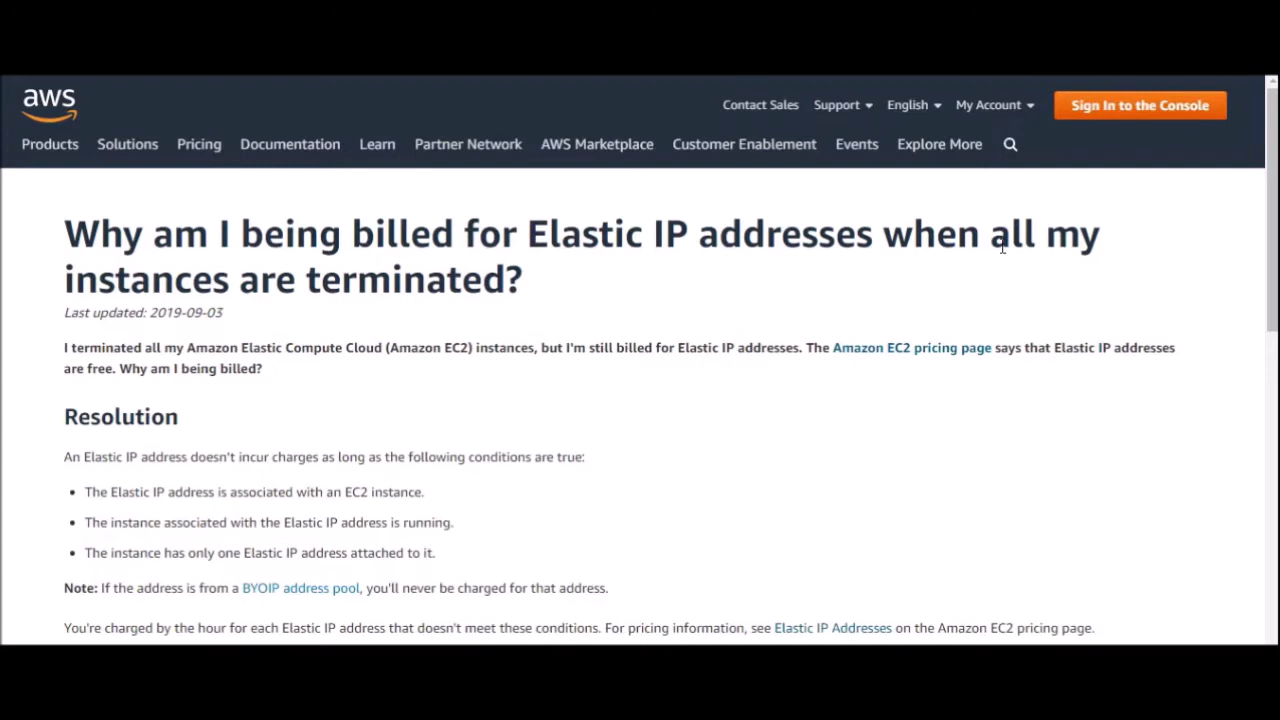 aws
Contact Sales Support English My Account Sign In to the Console
Products Solutions Pricing Documentation Learn Partner Network AWS Marketplace Customer Enablement Events Explore More
Why am I being billed for Elastic IP addresses when all my
instances are terminated?
Last updated: 2019-09-03
I terminated all my Amazon Elastic Compute Cloud (Amazon EC2) instances, but I'm still billed for Elastic IP addresses. The Amazon EC2 pricing page says that Elastic IP addresses
are free. Why am I being billed?
Resolution
An Elastic IP address doesn't incur charges as long as the following conditions are true:
• The Elastic IP address is associated with an EC2 instance.
• The instance associated with the Elastic IP address is running.
• The instance has only one Elastic IP address attached to it.
Note: If the address is from a BYOIP address pool, you'll never be charged for that address.
You're charged by the hour for each Elastic IP address that doesn't meet these conditions. For pricing information, see Elastic IP Addresses on the Amazon EC2 pricing page.